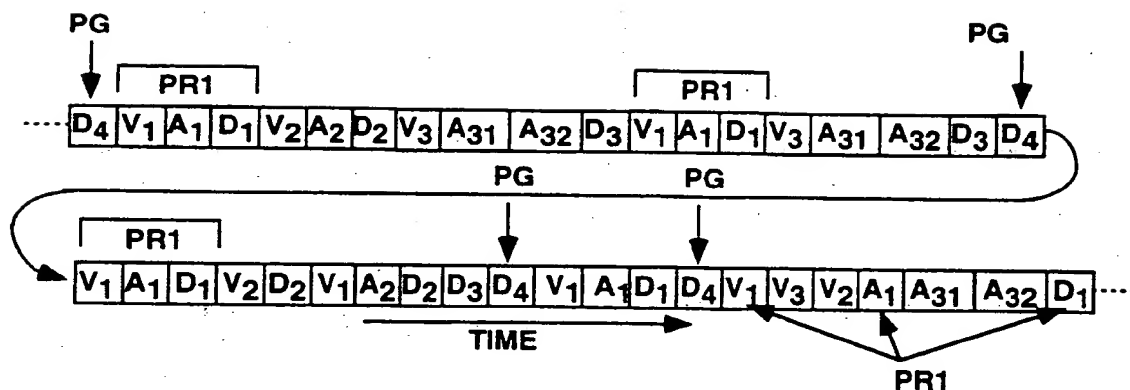 PG PG
PR1 PR1
D4 V1 A1 D1 V2 A2 D2 V3 A31 A32 D3 V1 A1 D1 V3 A31 A32 D3 D4
PG PG
PR1
V1 A1 D1 V2 D2 V1 A2 D2 D3 D4 V1 A1 D1 D4 V1 V3 V2 A1 A31 A32 D1
TIME
PR1